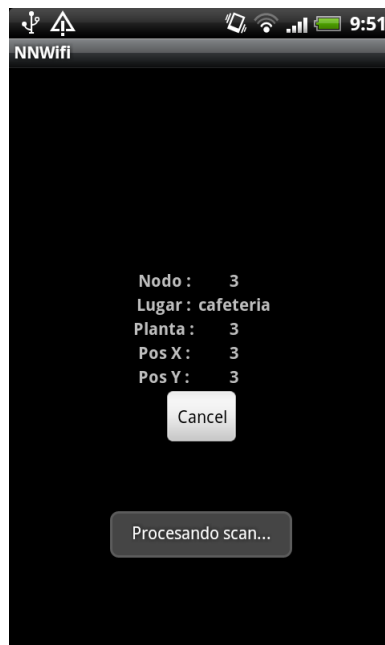 9:51
NNWifi
Nodo : 3
Lugar : cafeteria
Planta : 3
Pos X : 3
Pos Y : 3
Cancel
Procesando scan...